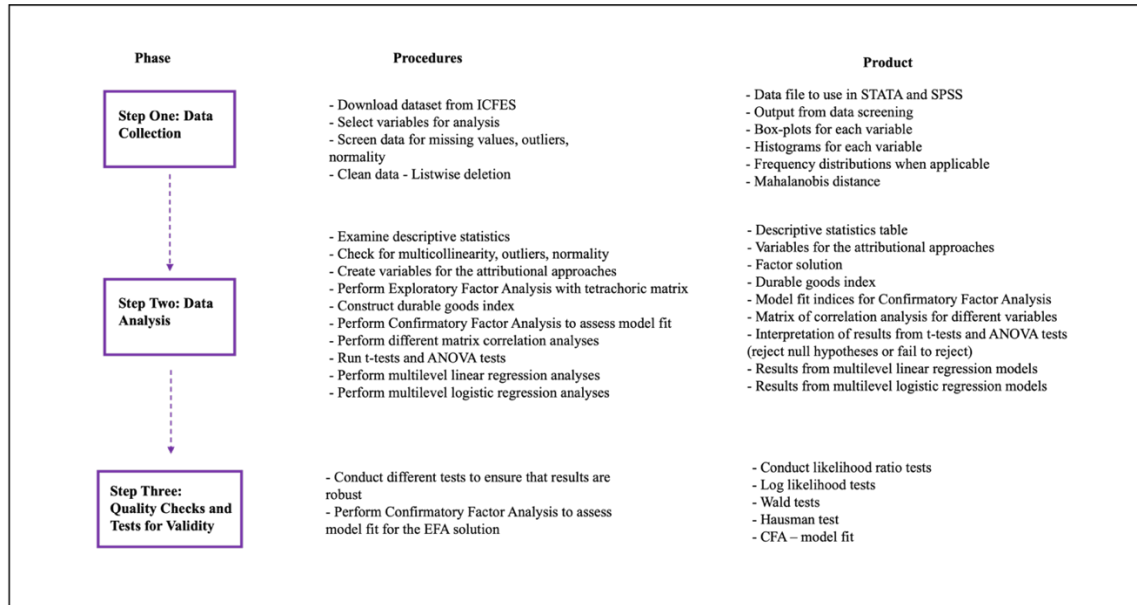 Phase
Procedures
Product
Step One: Data
Collection
- Download dataset from ICFES
- Select variables for analysis
- Screen data for missing values, outliers,
normality
- Clean data - Listwise deletion
- Data file to use in STATA and SPSS
- Output from data screening
- Box-plots for each variable
- Histograms for each variable
- Frequency distributions when applicable
- Mahalanobis distance
Step Two: Data
Analysis
- Examine descriptive statistics
- Check for multicollinearity, outliers, normality
- Create variables for the attributional approaches
- Perform Exploratory Factor Analysis with tetrachoric matrix
- Construct durable goods index
- Perform Confirmatory Factor Analysis to assess model fit
- Perform different matrix correlation analyses
- Run t-tests and ANOVA tests
- Perform multilevel linear regression analyses
- Perform multilevel logistic regression analyses
- Descriptive statistics table
- Variables for the attributional approaches
- Factor solution
- Durable goods index
- Model fit indices for Confirmatory Factor Analysis
- Matrix of correlation analysis for different variables
- Interpretation of results from t-tests and ANOVA tests
(reject null hypotheses or fail to reject)
- Results from multilevel linear regression models
- Results from multilevel logistic regression models
Step Three:
Quality Checks and
Tests for Validity
- Conduct different tests to ensure that results are
robust
- Perform Confirmatory Factor Analysis to assess
model fit for the EFA solution
- Conduct likelihood ratio tests
- Log likelihood tests
- Wald tests
- Hausman test
- CFA – model fit